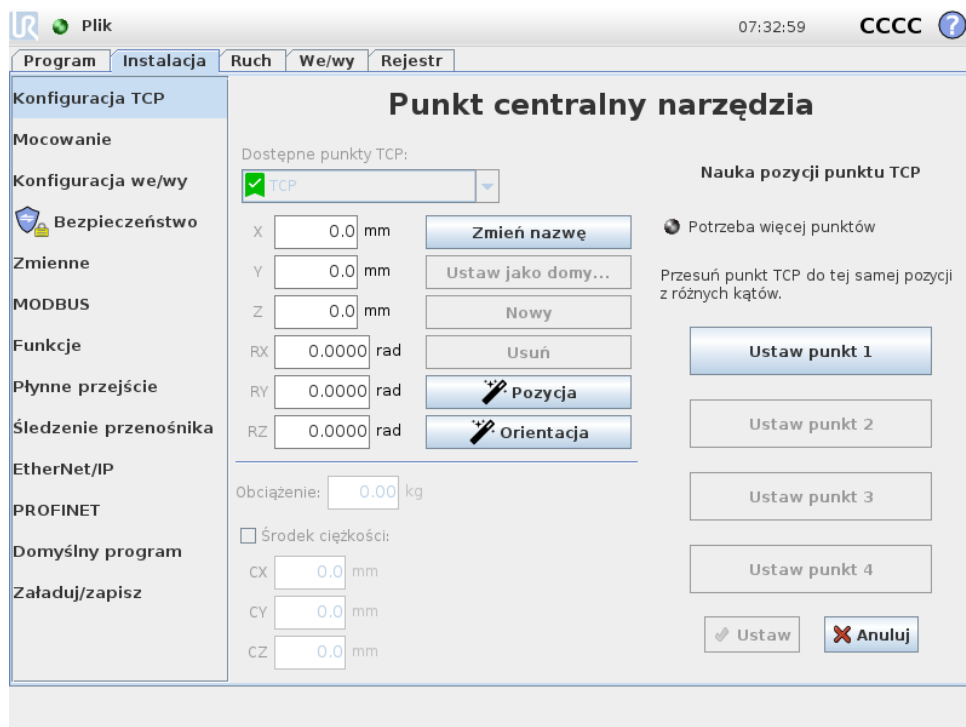 UR Plik 07:32:59 CCCC ?
Program Instalacja Ruch We/wy Rejestr
Konfiguracja TCP
Mocowanie
Konfiguracja we/wy
Bezpieczeństwo
Zmienne
MODBUS
Funkcje
Płynne przejście
Śledzenie przenośnika
EtherNet/IP
PROFINET
Domyślny program
Załaduj/zapisz
Punkt centralny narzędzia
Dostępne punkty TCP:
TCP
X 0.0 mm Zmień nazwę
Y 0.0 mm Ustaw jako domy...
Z 0.0 mm Nowy
RX 0.0000 rad Usuń
RY 0.0000 rad Pozycja
RZ 0.0000 rad Orientacja
Obciążenie: 0.00 kg
Środek ciężkości:
CX 0.0 mm
CY 0.0 mm
CZ 0.0 mm
Nauka pozycji punktu TCP
Potrzeba więcej punktów
Przesuń punkt TCP do tej samej pozycji
z różnych kątów.
Ustaw punkt 1
Ustaw punkt 2
Ustaw punkt 3
Ustaw punkt 4
Ustaw Anuluj